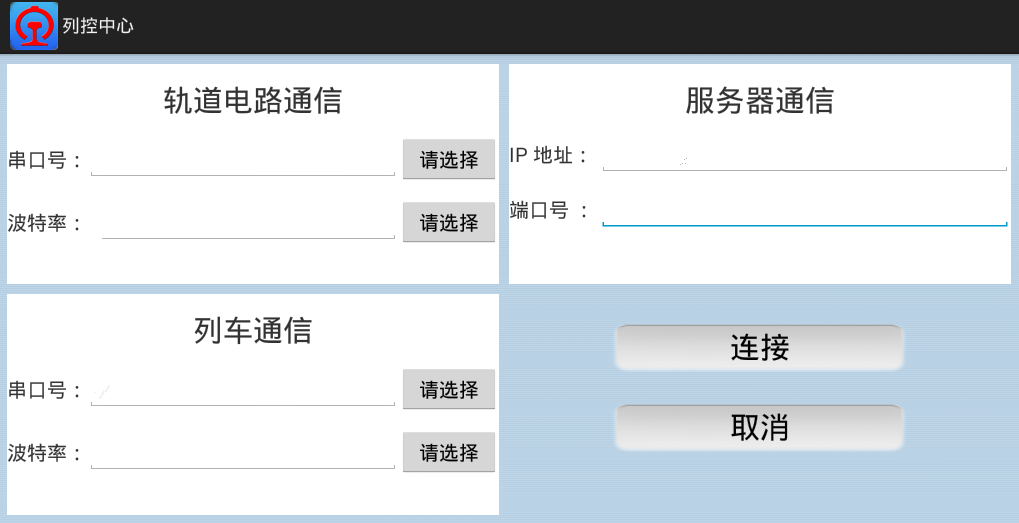 列控中心
轨道电路通信
串口号： 请选择
波特率： 请选择
服务器通信
IP 地址：
端口号 ：
列车通信
串口号： 请选择
波特率： 请选择
连接
取消